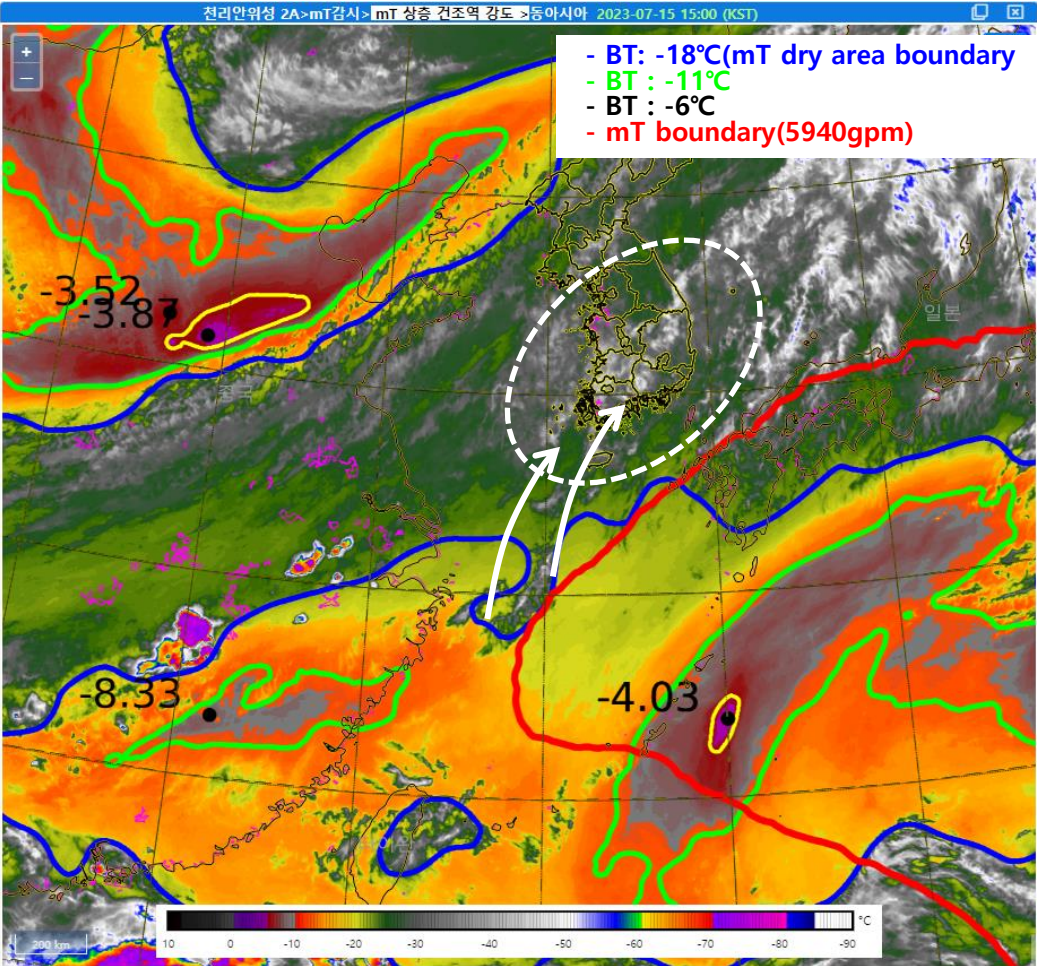 천리안위성 2A>mT감시> mT 상층 건조역 강도 >동아시아 2023-07-15 15:00 (KST)
+
–
- BT: -18℃(mT dry area boundary
- BT : -11℃
- BT : -6℃
- mT boundary(5940gpm)
-3.52
-3.87
일본
중국
-8.33
-4.03
200 km
10 0 -10 -20 -30 -40 -50 -60 -70 -80 -90 °C